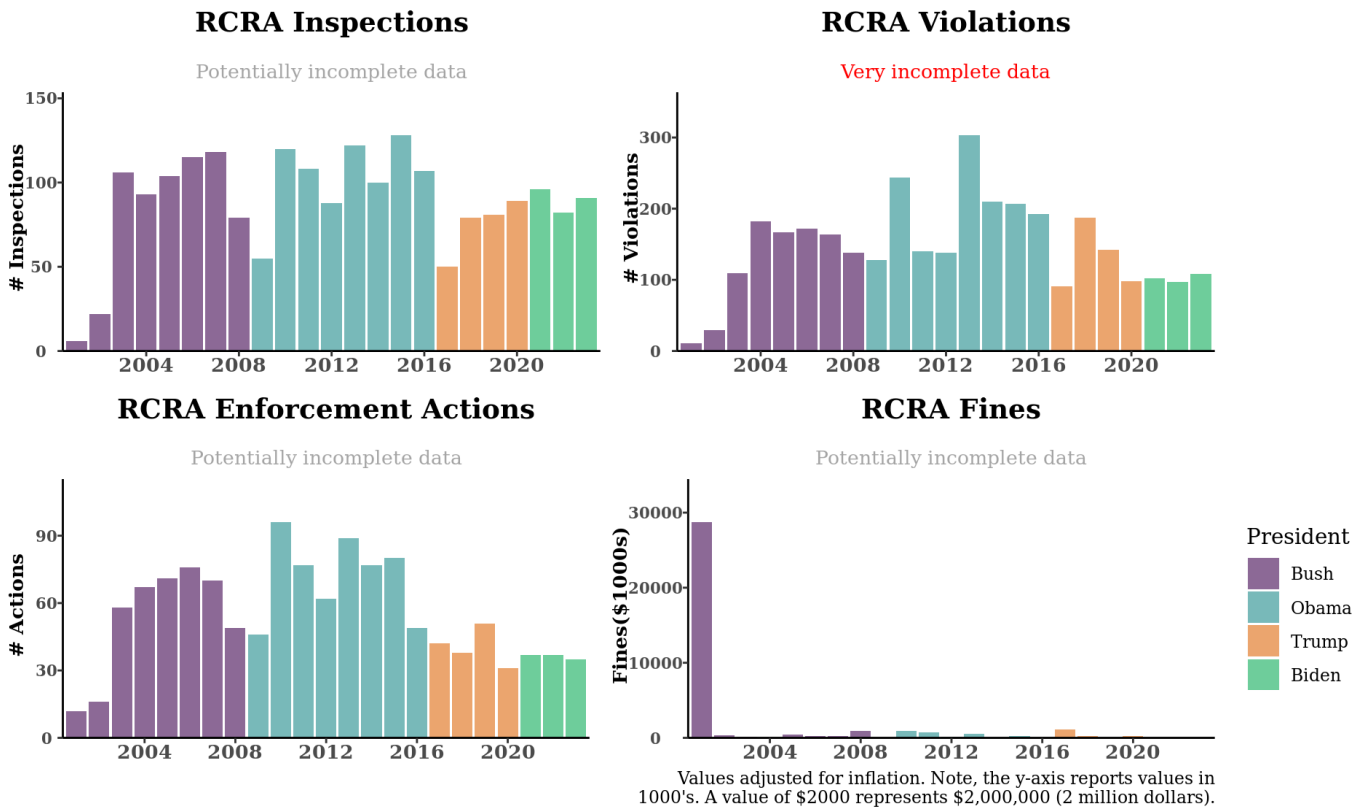 RCRA Inspections
Potentially incomplete data
# Inspections
150
100
50
0
2004
2008
2012
2016
2020
RCRA Violations
Very incomplete data
# Violations
300
200
100
0
2004
2008
2012
2016
2020
RCRA Enforcement Actions
Potentially incomplete data
# Actions
90
60
30
0
2004
2008
2012
2016
2020
RCRA Fines
Potentially incomplete data
Fines($1000s)
30000
20000
10000
0
2004
2008
2012
2016
2020
President
Bush
Obama
Trump
Biden
Values adjusted for inflation. Note, the y-axis reports values in
1000's. A value of $2000 represents $2,000,000 (2 million dollars).